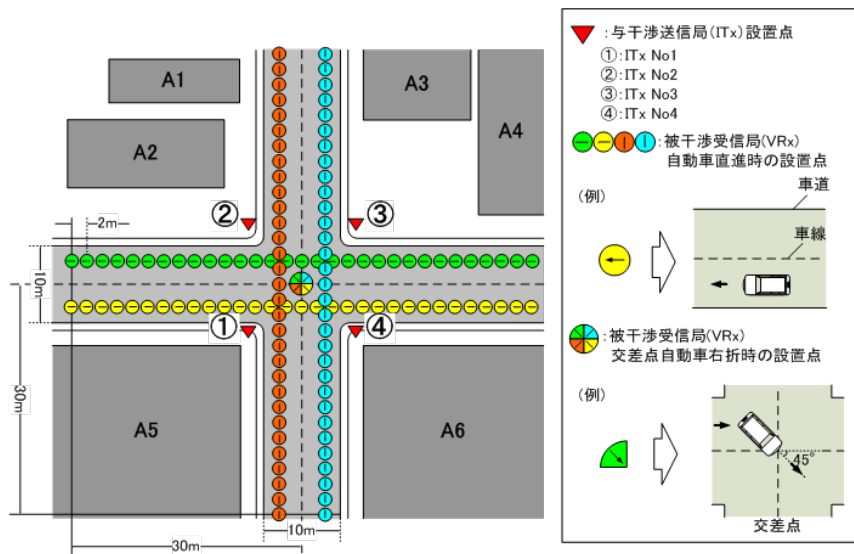 A1
A2
A3
A4
②
③
2m
10m
①
④
30m
A5
A6
10m
30m
:与干渉送信局(ITx)設置点
①:ITx No1
②:ITx No2
③:ITx No3
④:ITx No4
:被干渉受信局(VRx)
自動車直進時の設置点
(例)
車道
車線
:被干渉受信局(VRx)
交差点自動車右折時の設置点
(例)
45°
交差点